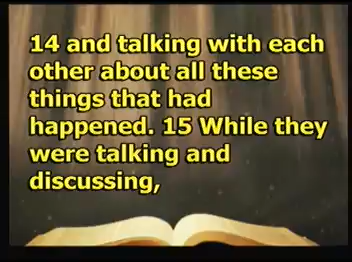 14 and talking with each
other about all these
things that had
happened. 15 While they
were talking and
discussing,